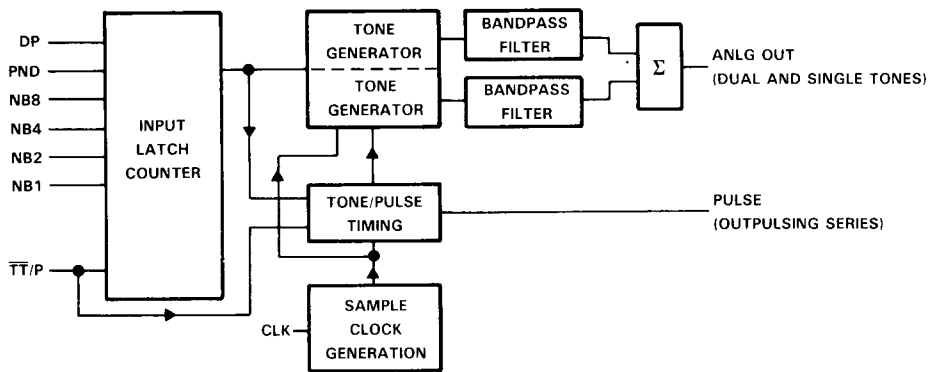 DP
PND
NB8
NB4
NB2
NB1
TT/P
INPUT
LATCH
COUNTER
TONE
GENERATOR
TONE
GENERATOR
BANDPASS
FILTER
BANDPASS
FILTER
Σ
ANLG OUT
(DUAL AND SINGLE TONES)
TONE/PULSE
TIMING
PULSE
(OUTPULSING SERIES)
CLK
SAMPLE
CLOCK
GENERATION